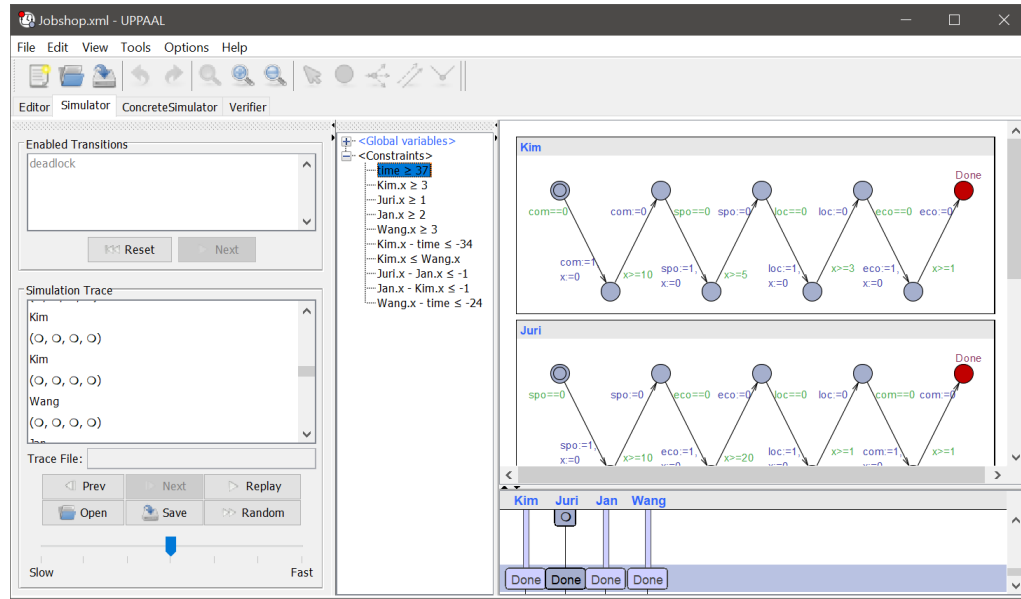 Jobshop.xml - UPPAAL
File Edit View Tools Options Help
Editor Simulator ConcreteSimulator Verifier
Enabled Transitions
deadlock
Reset
Next
Simulation Trace
(○, ○, ○, ○)
Kim
(○, ○, ○, ○)
Kim
(○, ○, ○, ○)
Wang
(○, ○, ○, ○)
Jan
Trace File:
Prev Next Replay
Open Save Random
Slow Fast
<Global variables>
<Constraints>
time ≥ 37
Kim.x ≥ 3
Juri.x ≥ 1
Jan.x ≥ 2
Wang.x ≥ 3
Kim.x - time ≤ -34
Kim.x ≤ Wang.x
Juri.x - Jan.x ≤ -1
Jan.x - Kim.x ≤ -1
Wang.x - time ≤ -24
Kim
Done
com==0 com:=0 spo==0 spo:=0 loc==0 loc:=0 eco==0 eco:=0
com:=1, x>=10 spo:=1, x>=5 loc:=1, x>=3 eco:=1, x>=1
x:=0 x:=0 x:=0 x:=0
Juri
Done
spo==0 spo:=0 eco==0 eco:=0 loc==0 loc:=0 com==0 com:=0
spo:=1, x>=10 eco:=1, x>=20 loc:=1, x>=1 com:=1, x>=1
x:=0 x:=0 x:=0 x:=0
Kim Juri Jan Wang
Done Done Done Done